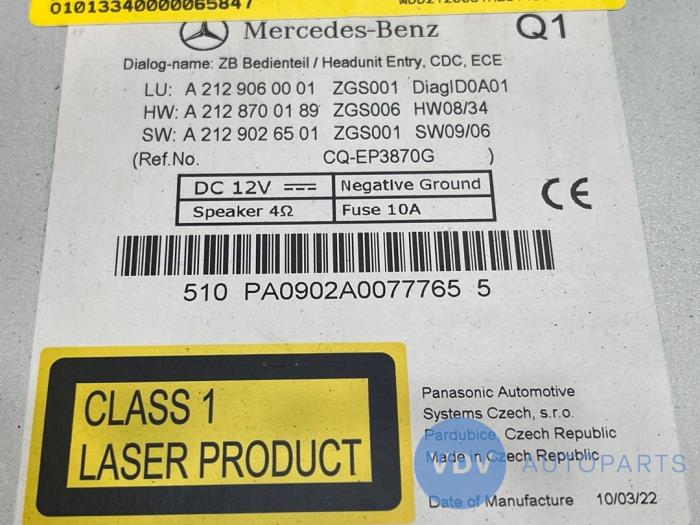 01013340000065847
Mercedes-Benz Q1
Dialog-name: ZB Bedienteil / Headunit Entry, CDC, ECE
LU: A 212 906 00 01 ZGS001 DiagID0A01
HW: A 212 870 01 89 ZGS006 HW08/34
SW: A 212 902 65 01 ZGS001 SW09/06
(Ref.No. CQ-EP3870G )
DC 12V Negative Ground
Speaker 4Ω Fuse 10A
CE
510 PA0902A0077765 5
CLASS 1
LASER PRODUCT
Panasonic Automotive
Systems Czech, s.r.o.
Pardubice, Czech Republic
Made in Czech Republic
VDV AUTOPARTS
Date of Manufacture 10/03/22